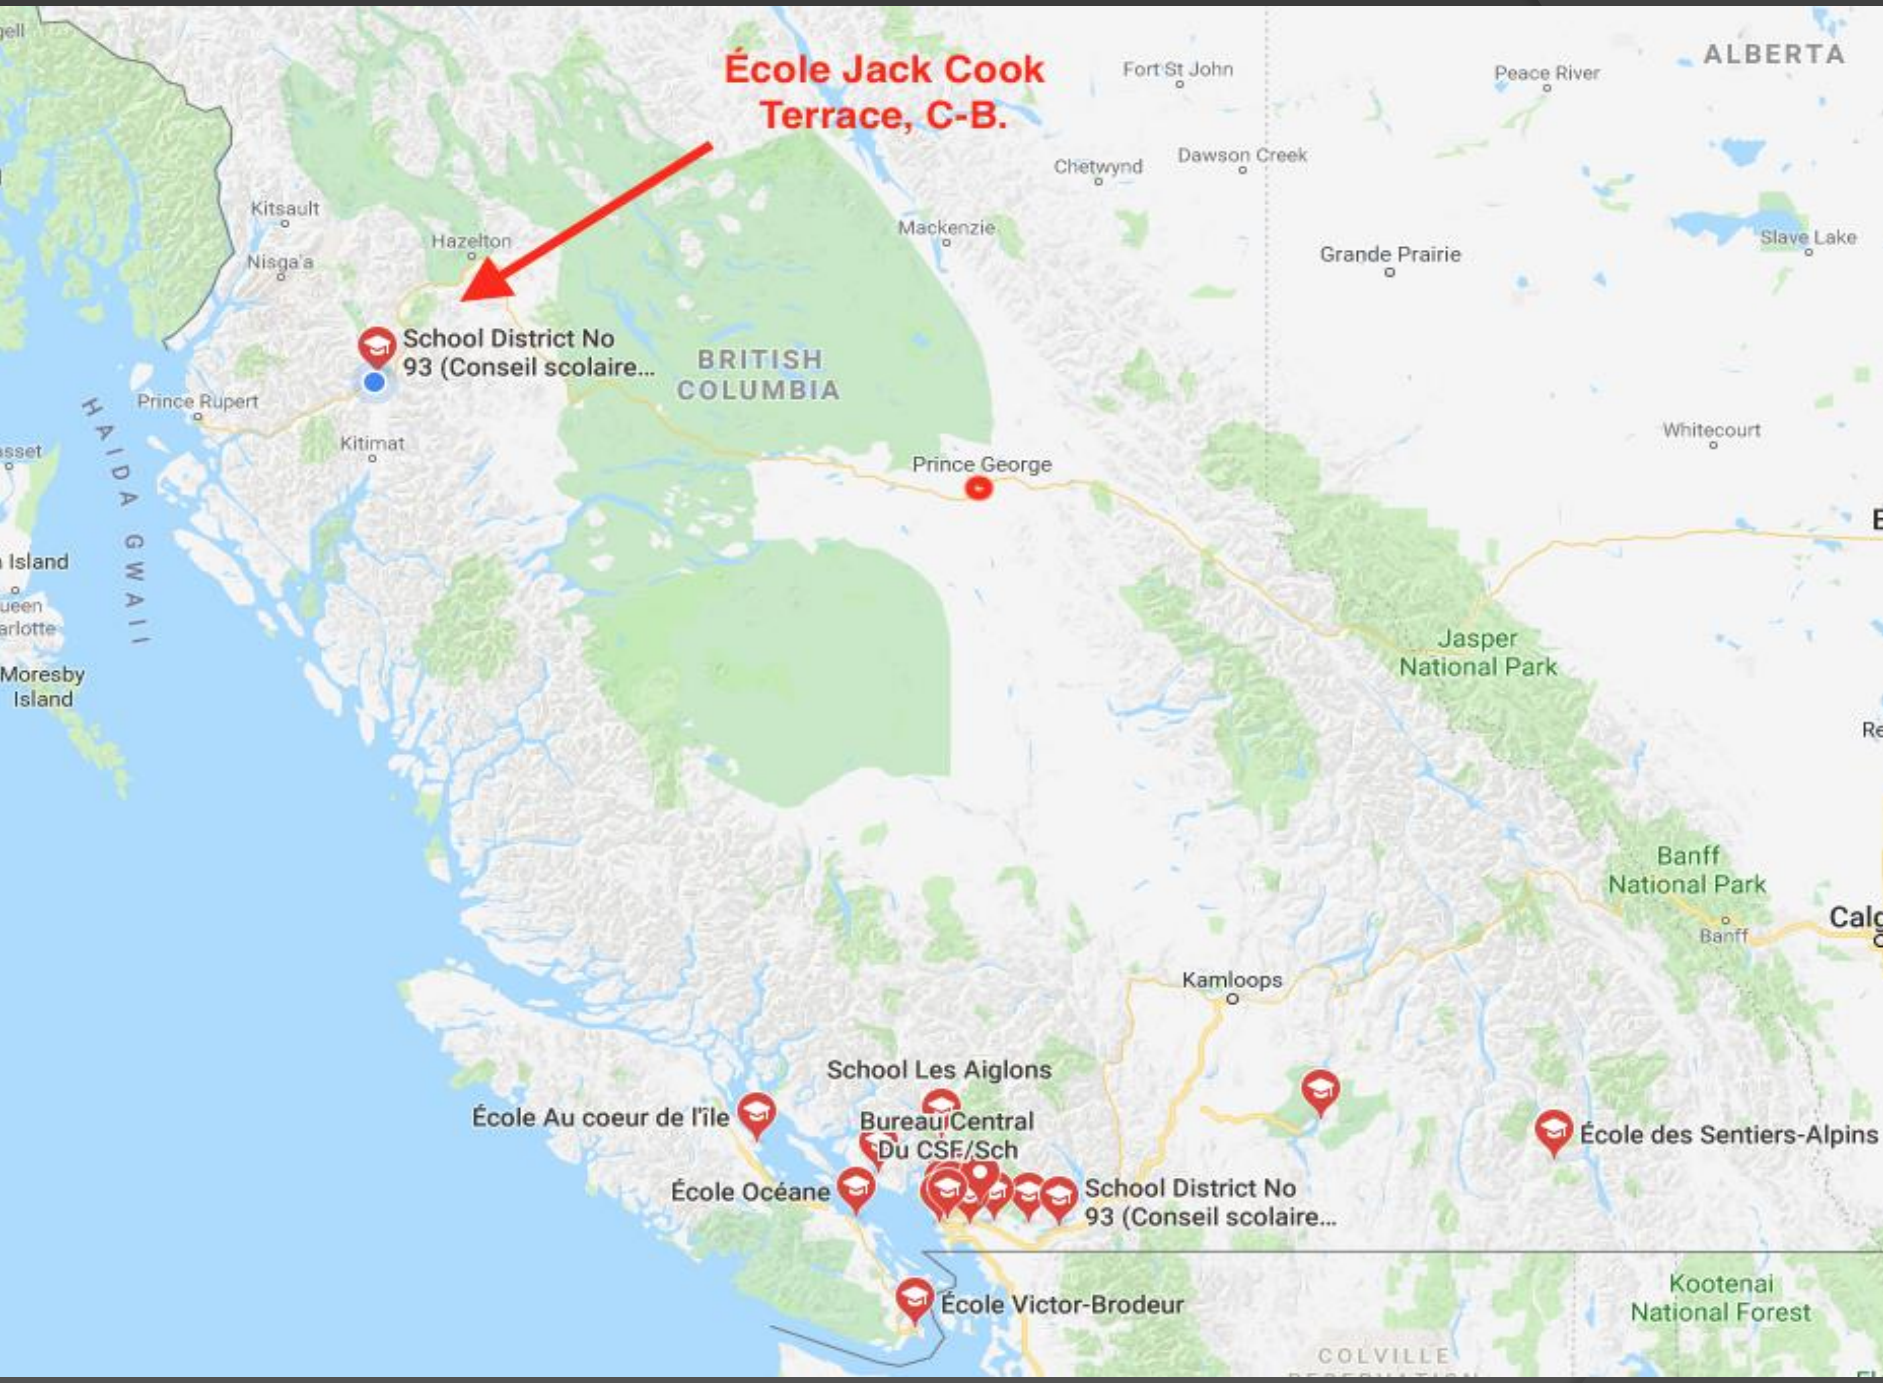 École Jack Cook
Terrace, C-B.
Fort St John
Peace River
ALBERTA
Chetwynd
Dawson Creek
Kitsault
Hazelton
Mackenzie
Nisga'a
Grande Prairie
Slave Lake
School District No
93 (Conseil scolaire...
BRITISH
COLUMBIA
Prince Rupert
HAIDA GWAII
Kitimat
Whitecourt
Prince George
Island
Jasper
National Park
Moresby
Island
Banff
National Park
Banff
Kamloops
School Les Aiglons
École Au coeur de l'île
Bureau Central
Du CSF/Sch
École des Sentiers-Alpins
École Océane
School District No
93 (Conseil scolaire...
École Victor-Brodeur
Kootenai
National Forest
COLVILLE